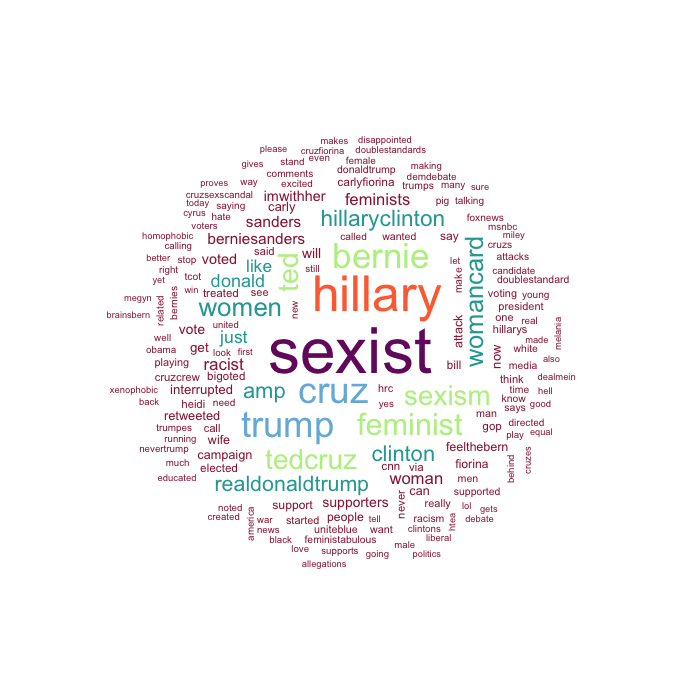 makes disappointed
please cruzfiorina doublestandards
gives stand even female making
comments donaldtrump demdebate
proves way excited carlyfiorina trumps many sure
cruzsexscandal imwithher feminists pig talking
today saying carly hillaryclinton foxnews
cyrus hate sanders msnbc
voters called wanted say miley
homophobic berniesanders cruzs
calling said will bernie let womancard attacks
better stop voted ted candidate
right like still make doublestandard
yet tcot donald hillary
win treated see voting young
megyn related bernies women new president
brainsbern one real
vote united attack hillarys
well just sexist now made melania
obama get look first white also
playing racist bill media
cruzcrew bigoted think dealmein
xenophobic interrupted amp cruz hrc sexism time hell
back heidi need yes know good
retweeted trump feminist man says
trumpes call gop directed
running wife play equal
nevertrump clinton feelthebern
much campaign tedcruz cnn via fiorina behind cruzes
educated elected woman men
realdonaldtrump never can supported
noted support supporters really lol gets
created america war started people tell racism htea debate
news uniteblue want clintons
black feministabulous liberal
love supports going male politics
allegations